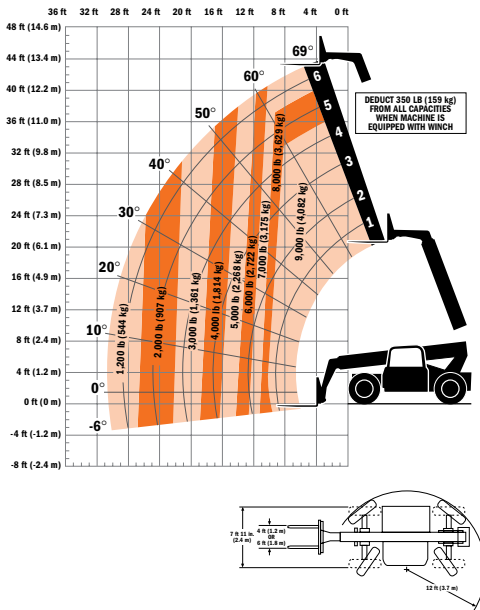 36 ft 32 ft 28 ft 24 ft 20 ft 16 ft 12 ft 8 ft 4 ft 0 ft
48 ft (14.6 m)
44 ft (13.4 m)
40 ft (12.2 m)
36 ft (11.0 m)
32 ft (9.8 m)
28 ft (8.5 m)
24 ft (7.3 m)
20 ft (6.1 m)
16 ft (4.9 m)
12 ft (3.7 m)
8 ft (2.4 m)
4 ft (1.2 m)
0 ft (0 m)
-4 ft (-1.2 m)
-8 ft (-2.4 m)
69°
60°
50°
40°
30°
20°
10°
0°
-6°
6
5
4
3
2
1
DEDUCT 350 LB (159 kg)
FROM ALL CAPACITIES
WHEN MACHINE IS
EQUIPPED WITH WINCH
1,200 lb (544 kg)
2,000 lb (907 kg)
3,000 lb (1,361 kg)
4,000 lb (1,814 kg)
5,000 lb (2,268 kg)
6,000 lb (2,722 kg)
7,000 lb (3,175 kg)
8,000 lb (3,629 kg)
9,000 lb (4,082 kg)
7 ft 11 in.
(2.4 m)
4 ft (1.2 m)
OR
6 ft (1.8 m)
12 ft (3.7 m)